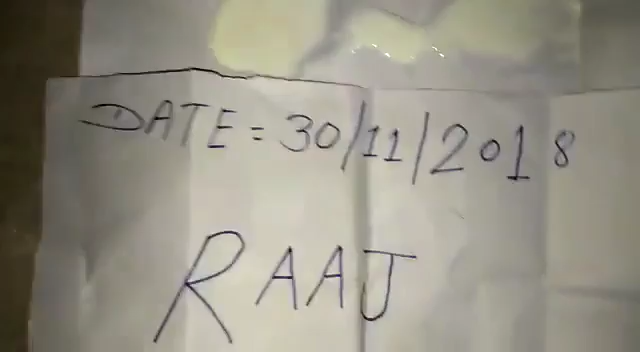 DATE = 30/11/2018
RAAJ